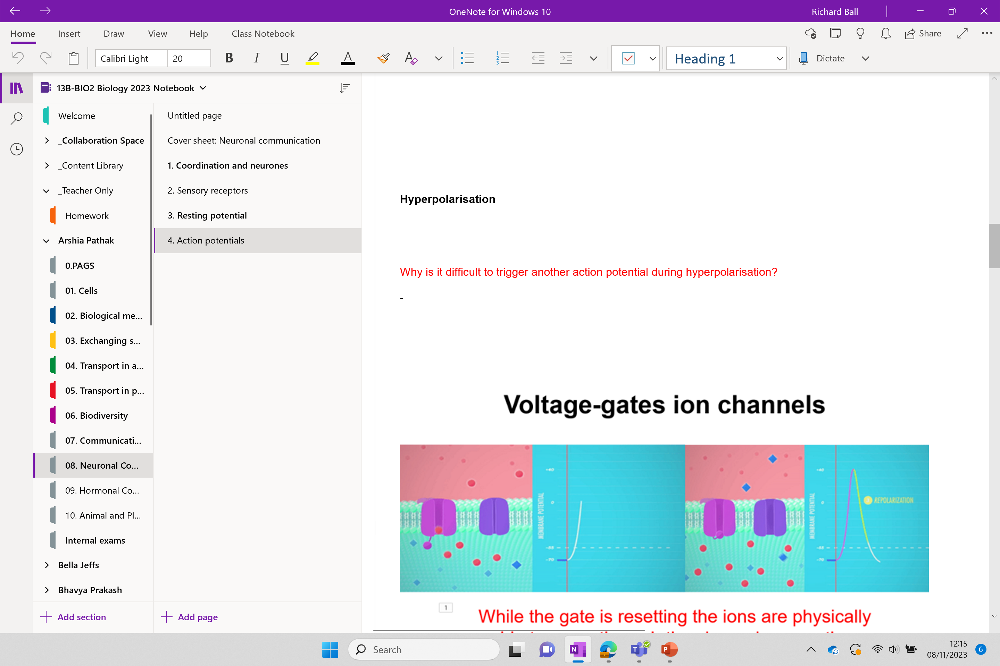 OneNote for Windows 10
Richard Ball
Home
Insert
Draw
View
Help
Class Notebook
Share
Calibri Light
20
B
I
U
A
A
Heading 1
Dictate
13B-BIO2 Biology 2023 Notebook
Welcome
_Collaboration Space
_Content Library
_Teacher Only
Homework
Arshia Pathak
0.PAGS
01. Cells
02. Biological me...
03. Exchanging s...
04. Transport in a...
05. Transport in p...
06. Biodiversity
07. Communicati...
08. Neuronal Co...
09. Hormonal Co...
10. Animal and Pl...
Internal exams
Bella Jeffs
Bhavya Prakash
Add section
Untitled page
Cover sheet: Neuronal communication
1. Coordination and neurones
2. Sensory receptors
3. Resting potential
4. Action potentials
Add page
Hyperpolarisation
Why is it difficult to trigger another action potential during hyperpolarisation?
-
Voltage-gates ion channels
MEMBRANE POTENTIAL
0
-55
-70
MEMBRANE POTENTIAL
0
-55
-70
REPOLARIZATION
1
While the gate is resetting the ions are physically
Search
12:15
08/11/2023
6